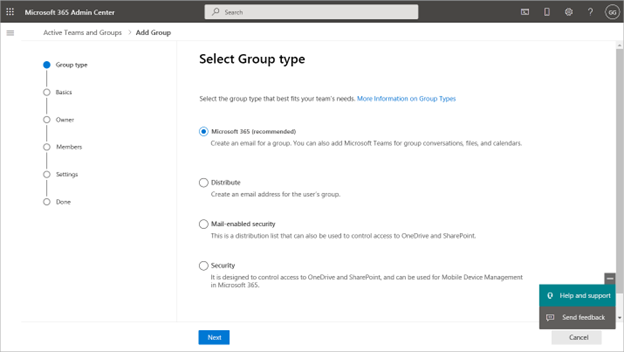 Microsoft 365 Admin Center
Search
?
GG
Active Teams and Groups > Add Group
Group type
Basics
Owner
Members
Settings
Done
Select Group type
Select the group type that best fits your team's needs. More Information on Group Types
Microsoft 365 (recommended)
Create an email for a group. You can also add Microsoft Teams for group conversations, files, and calendars.
Distribute
Create an email address for the user's group.
Mail-enabled security
This is a distribution list that can also be used to control access to OneDrive and SharePoint.
Security
It is designed to control access to OneDrive and SharePoint, and can be used for Mobile Device Management
in Microsoft 365.
Help and support
Send feedback
Next
Cancel